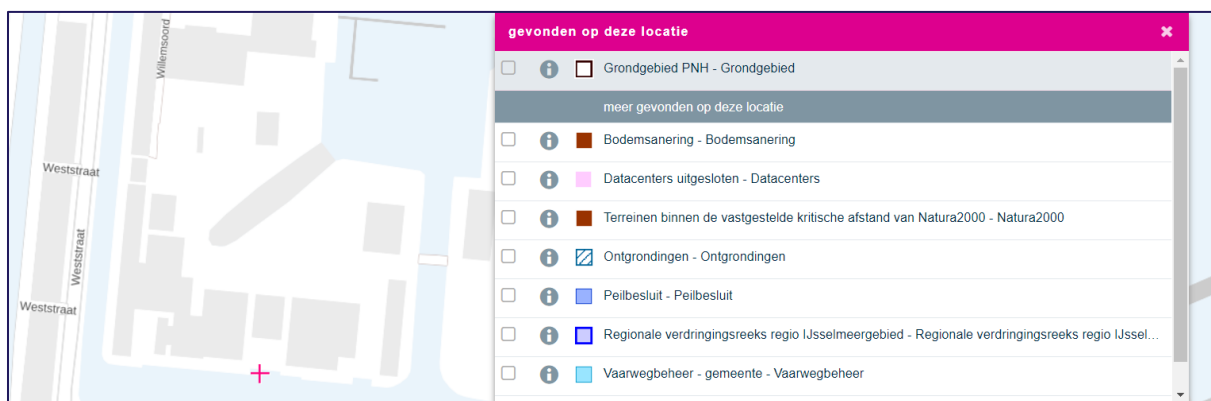 gevonden op deze locatie
Grondgebied PNH - Grondgebied
meer gevonden op deze locatie
Bodemsanering - Bodemsanering
Datacenters uitgesloten - Datacenters
Terreinen binnen de vastgestelde kritische afstand van Natura2000 - Natura2000
Ontgrondingen - Ontgrondingen
Peilbesluit - Peilbesluit
Regionale verdringingsreeks regio IJsselmeergebied - Regionale verdringingsreeks regio IJssel...
Vaarwegbeheer - gemeente - Vaarwegbeheer
Willemsoord
Weststraat
Weststraat
Weststraat